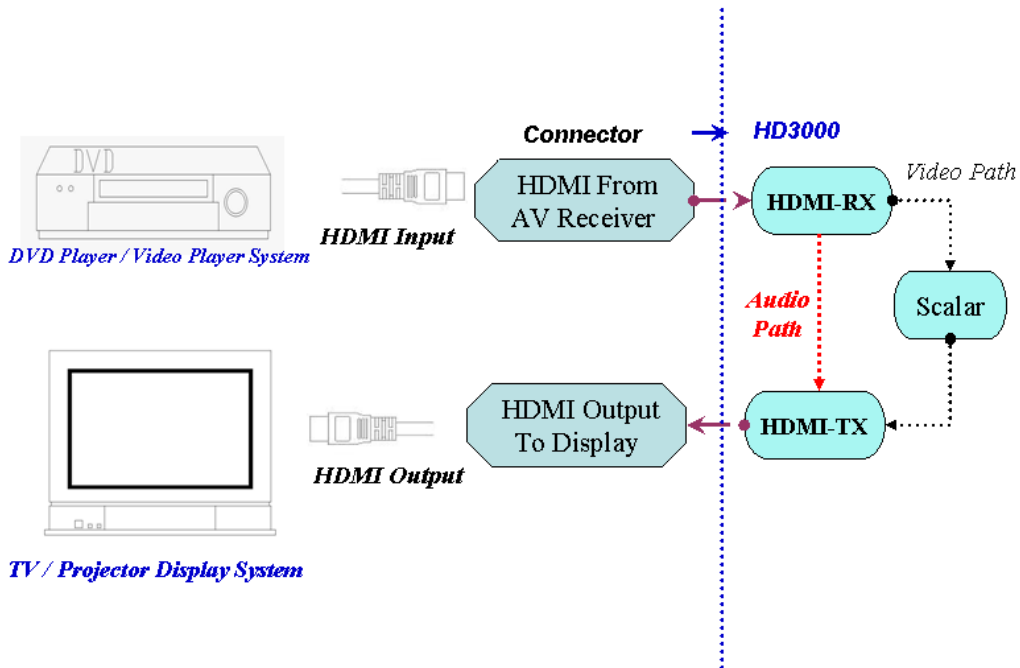 Connector
HD3000
DVD
HDMI From
AV Receiver
HDMI-RX
Video Path
HDMI Input
DVD Player / Video Player System
Audio
Path
Scalar
HDMI Output
To Display
HDMI-TX
HDMI Output
TV / Projector Display System